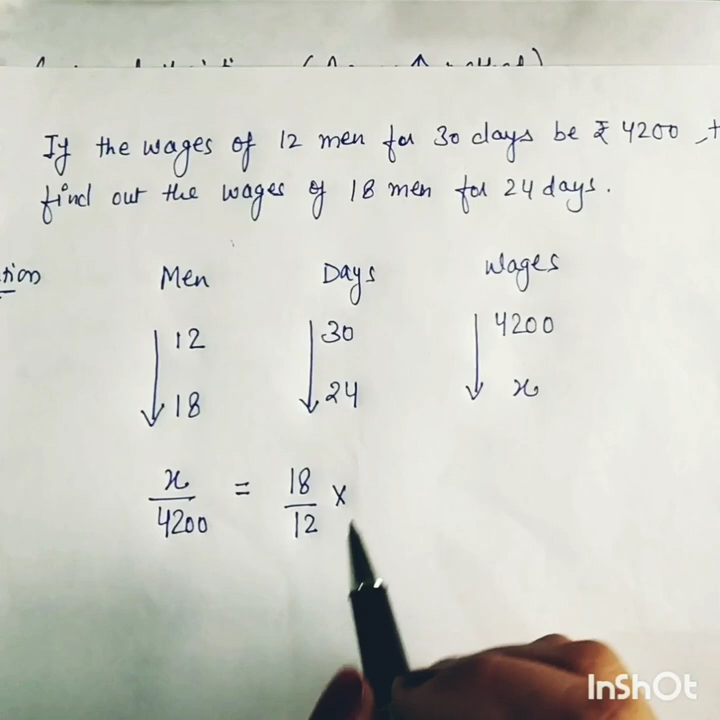 If the wages of 12 men for 30 days be ₹ 4200, t
find out the wages of 18 men for 24 days.
tion Men Days Wages
12 30 4200
18 24 x
x/4200 = 18/12 ×
InShOt